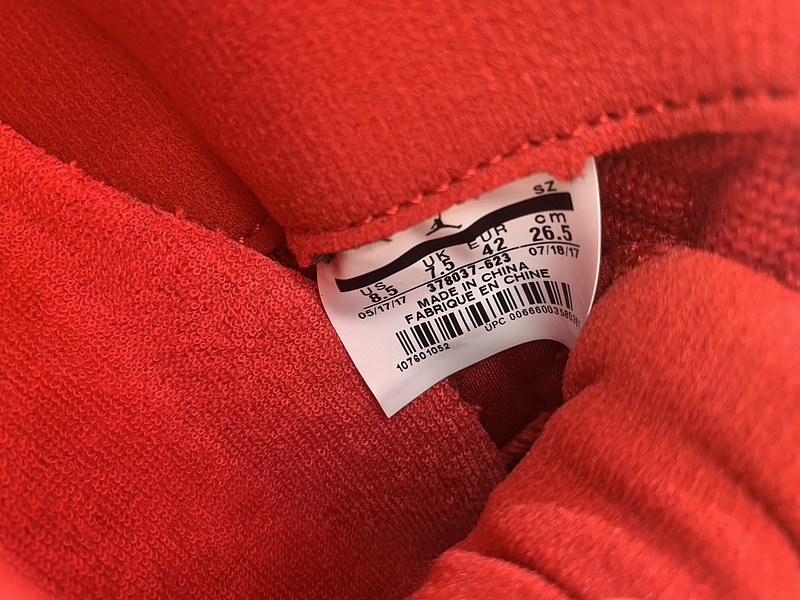 SZ
US UK EUR cm
8.5 7.5 42 26.5
05/17/17 378037-623 07/18/17
MADE IN CHINA
FABRIQUE EN CHINE
107601052
UPC